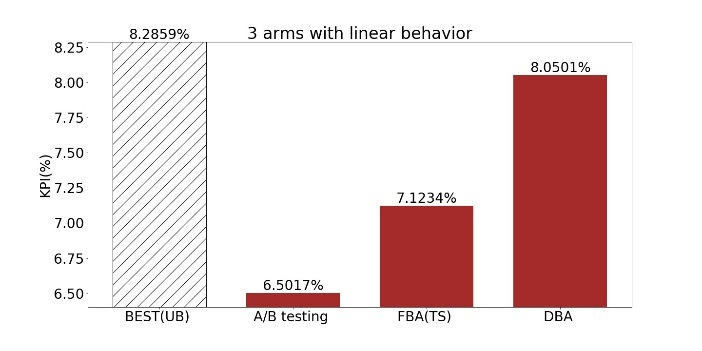 3 arms with linear behavior
8.2859%
6.5017%
7.1234%
8.0501%
KPI(%)
8.25
8.00
7.75
7.50
7.25
7.00
6.75
6.50
BEST(UB)
A/B testing
FBA(TS)
DBA